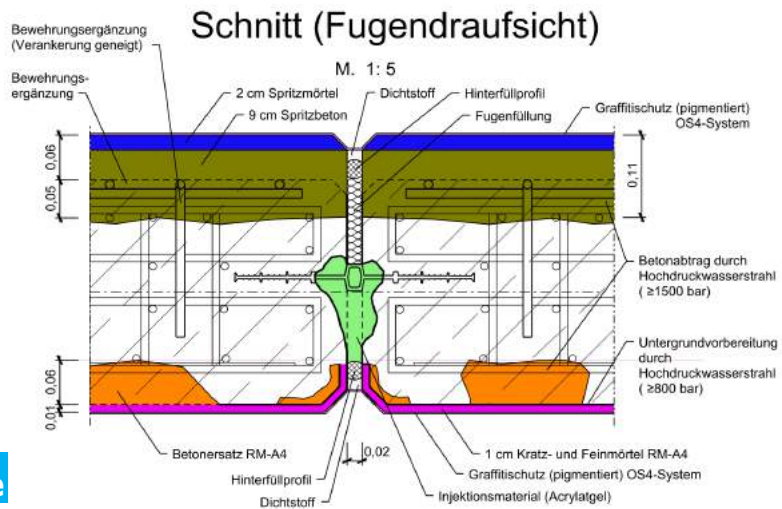 Schnitt (Fugendraufsicht)
M. 1: 5
Bewehrungsergänzung
(Verankerung geneigt)
Bewehrungs-
ergänzung
2 cm Spritzmörtel
9 cm Spritzbeton
Dichtstoff
Hinterfüllprofil
Fugenfüllung
Graffitischutz (pigmentiert)
OS4-System
0,06
0,05
0,11
Betonabtrag durch
Hochdruckwasserstrahl
( ≥1500 bar)
Untergrundvorbereitung
durch
Hochdruckwasserstrahl
( ≥800 bar)
0,06
0,01
0,02
Betonersatz RM-A4
1 cm Kratz- und Feinmörtel RM-A4
Graffitischutz (pigmentiert) OS4-System
Hinterfüllprofil
Injektionsmaterial (Acrylatgel)
Dichtstoff
e